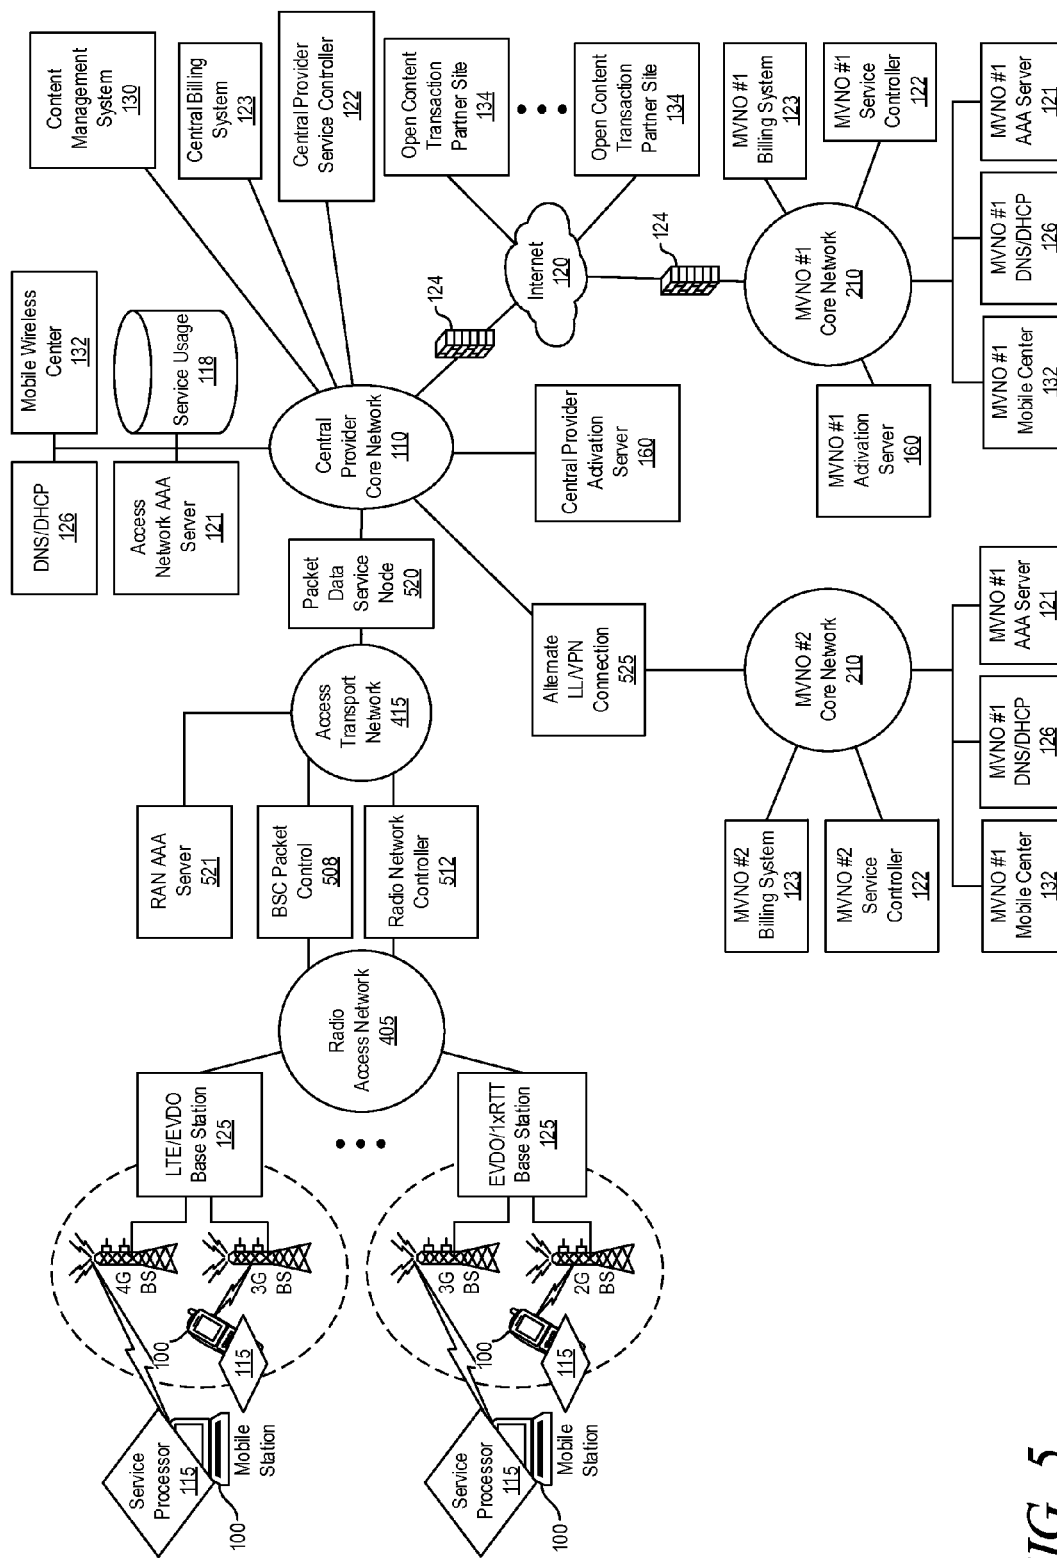 Service
Processor
115
100
Mobile
Station
100
115
4G
BS
3G
BS
LTE/EVDO
Base Station
125
Service
Processor
115
100
Mobile
Station
100
115
3G
BS
2G
BS
EVDO/1xRTT
Base Station
125
Radio
Access Network
405
RAN AAA
Server
521
BSC Packet
Control
508
Radio Network
Controller
512
Access
Transport
Network
415
Packet
Data
Service
Node
520
DNS/DHCP
126
Mobile Wireless
Center
132
Access
Network AAA
Server
121
Service Usage
118
Central
Provider
Core Network
110
Content
Management
System
130
Central Billing
System
123
Central Provider
Service Controller
122
124
Internet
120
Open Content
Transaction
Partner Site
134
Open Content
Transaction
Partner Site
134
124
Central Provider
Activation
Server
160
Alternate
LL/VPN
Connection
525
MVNO #2
Billing System
123
MVNO #2
Service
Controller
122
MVNO #2
Core Network
210
MVNO #1
Mobile Center
132
MVNO #1
DNS/DHCP
126
MVNO #1
AAA Server
121
MVNO #1
Billing System
123
MVNO #1
Service
Controller
122
MVNO #1
Core Network
210
MVNO #1
Activation
Server
160
MVNO #1
Mobile Center
132
MVNO #1
DNS/DHCP
126
MVNO #1
AAA Server
121
FIG. 5